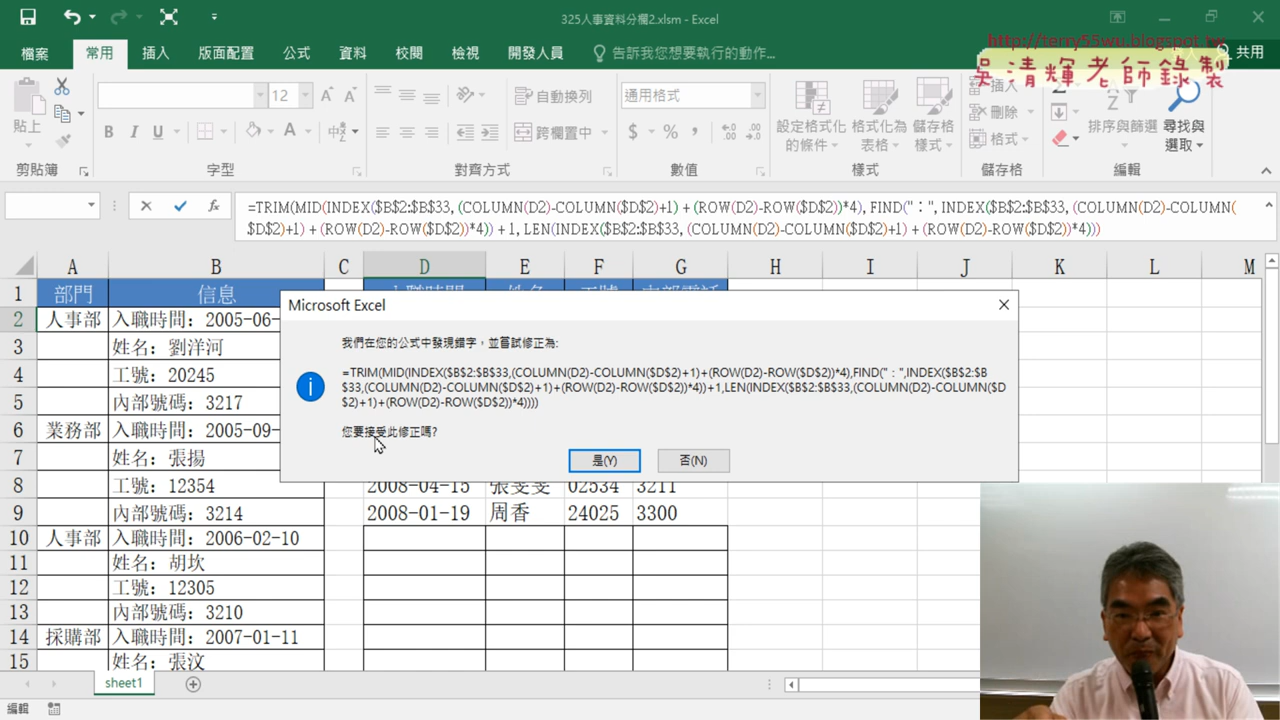 325人事資料分欄2.xlsm - Excel
http://terry55wu.blogspot.tw
吳清輝老師錄製
檔案 常用 插入 版面配置 公式 資料 校閱 檢視 開發人員 告訴我您想要執行的動作... 共用
貼上 12 B I U 中 自動換列 跨欄置中 通用格式 $ % 設定格式化的條件 格式化為表格 儲存格樣式 插入 刪除 格式 排序與篩選 尋找與選取
剪貼簿 字型 對齊方式 數值 樣式 儲存格 編輯
=TRIM(MID(INDEX($B$2:$B$33, (COLUMN(D2)-COLUMN($D$2)+1) + (ROW(D2)-ROW($D$2))*4), FIND("：", INDEX($B$2:$B$33, (COLUMN(D2)-COLUMN(
$D$2)+1) + (ROW(D2)-ROW($D$2))*4)) + 1, LEN(INDEX($B$2:$B$33, (COLUMN(D2)-COLUMN($D$2)+1) + (ROW(D2)-ROW($D$2))*4)))
A B C D E F G H I J K L M
1 部門 信息
2 人事部 入職時間：2005-06-
3 姓名：劉洋河
4 工號：20245
5 內部號碼：3217
6 業務部 入職時間：2005-09-
7 姓名：張揚
8 工號：12354 2008-04-15 張雯雯 02534 3211
9 內部號碼：3214 2008-01-19 周香 24025 3300
10 人事部 入職時間：2006-02-10
11 姓名：胡坎
12 工號：12305
13 內部號碼：3210
14 採購部 入職時間：2007-01-11
15 姓名：張汶
Microsoft Excel
我們在您的公式中發現錯字，並嘗試修正為:
=TRIM(MID(INDEX($B$2:$B$33,(COLUMN(D2)-COLUMN($D$2)+1)+(ROW(D2)-ROW($D$2))*4),FIND("：",INDEX($B$2:$B
$33,(COLUMN(D2)-COLUMN($D$2)+1)+(ROW(D2)-ROW($D$2))*4))+1,LEN(INDEX($B$2:$B$33,(COLUMN(D2)-COLUMN($D
$2)+1)+(ROW(D2)-ROW($D$2))*4))))
您要接受此修正嗎?
是(Y) 否(N)
sheet1
編輯